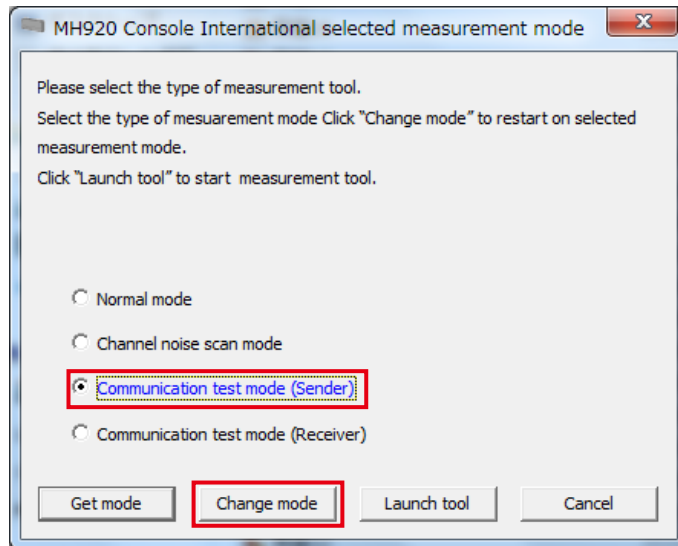 MH920 Console International selected measurement mode
X
Please select the type of measurement tool.
Select the type of mesuarement mode Click "Change mode" to restart on selected
measurement mode.
Click "Launch tool" to start measurement tool.
Normal mode
Channel noise scan mode
Communication test mode (Sender)
Communication test mode (Receiver)
Get mode Change mode Launch tool Cancel